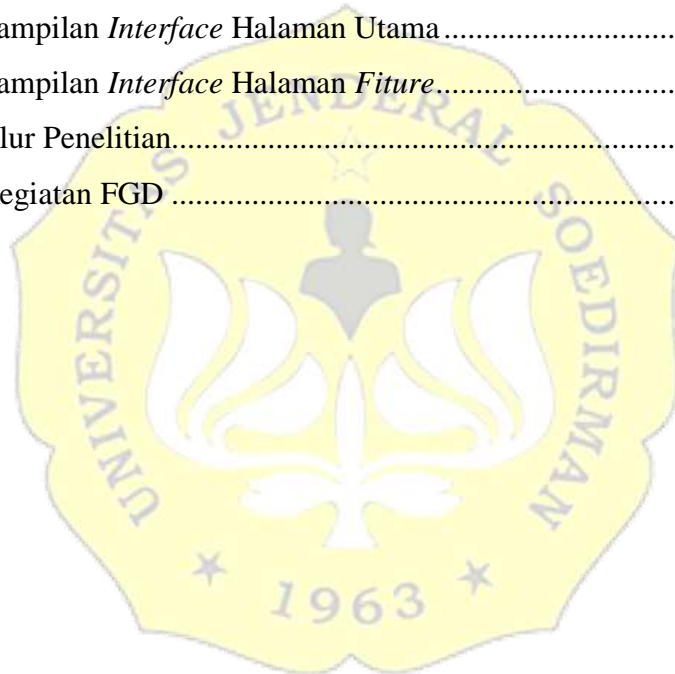 ampilan Interface Halaman Utama..............................
ampilan Interface Halaman Fiture..............................
lur Penelitian.....................................................................
egiatan FGD .....................................................................
UNIVERSITAS JENDERAL SOEDIRMAN
1963